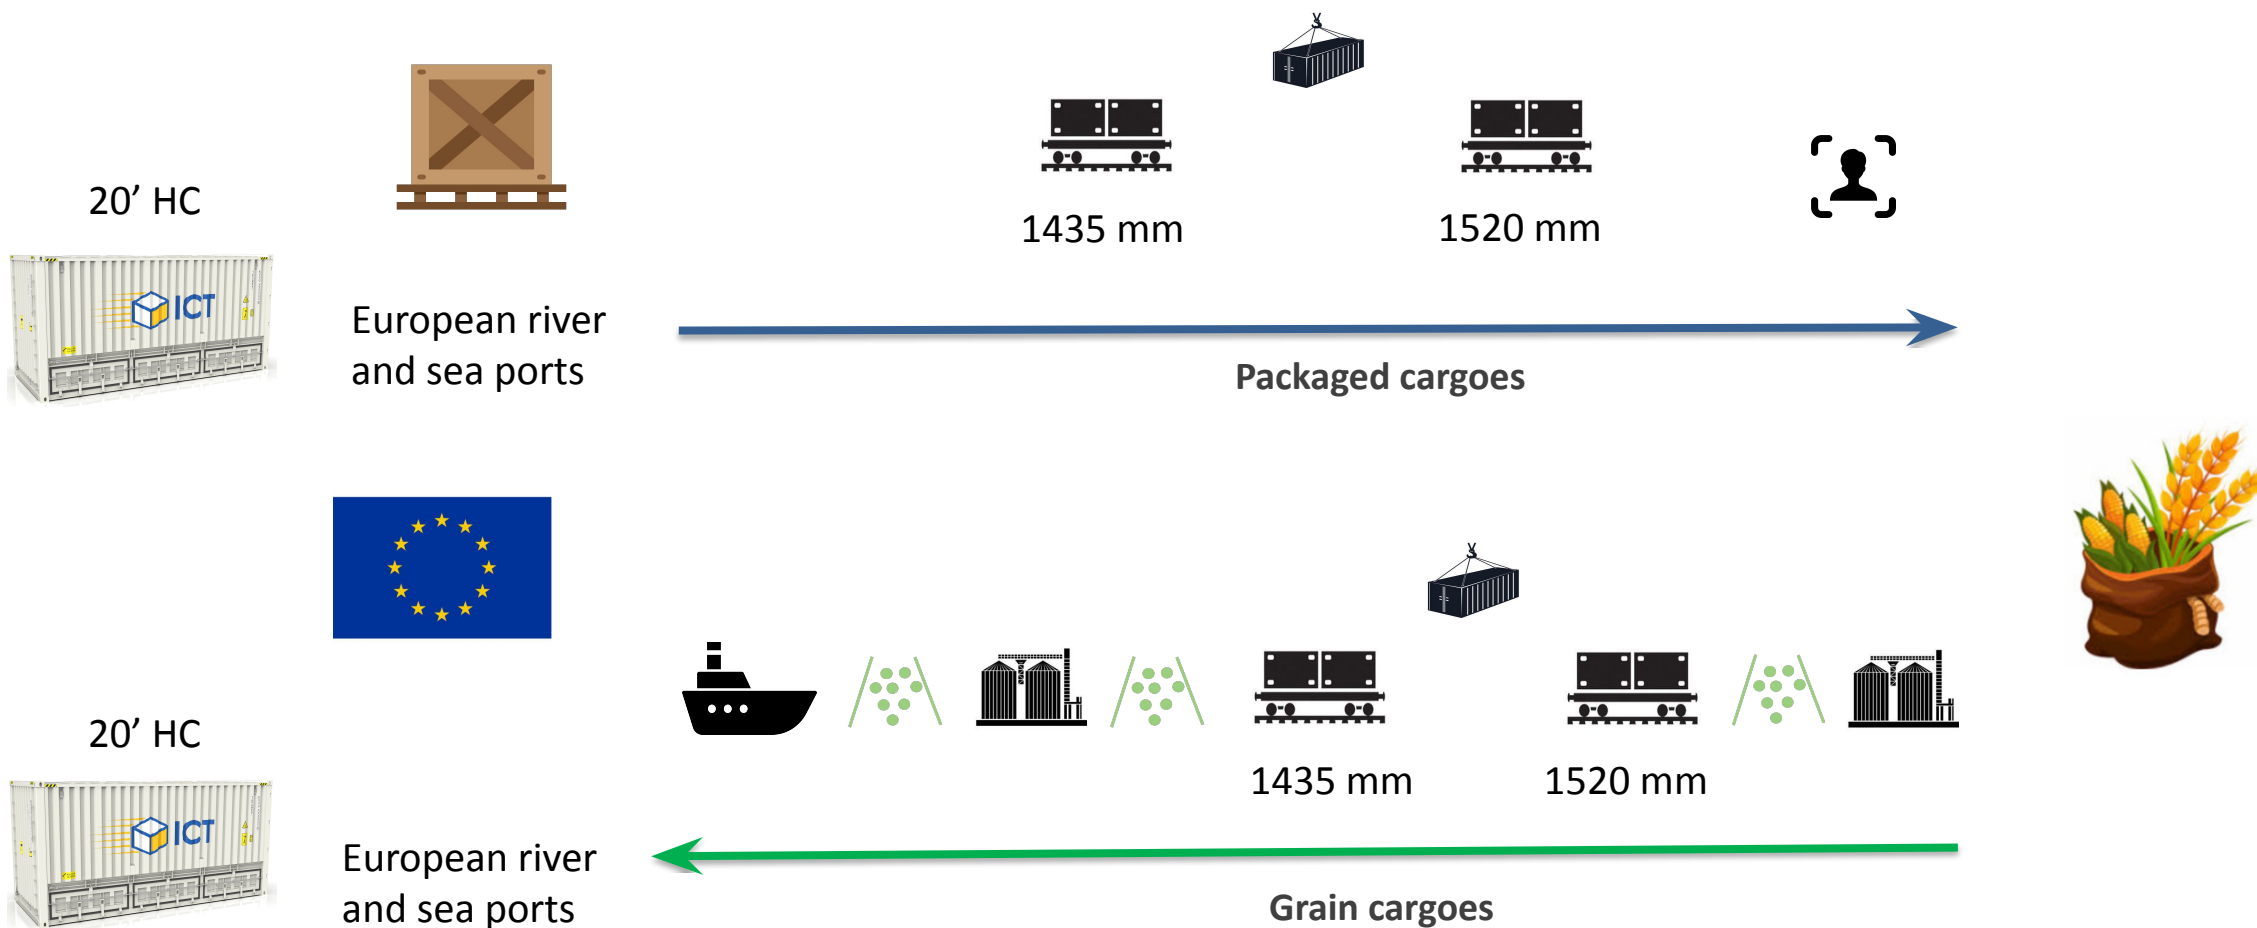 20’ HC
ICT
European river
and sea ports
1435 mm
1520 mm
Packaged cargoes
20’ HC
ICT
European river
and sea ports
1435 mm
1520 mm
Grain cargoes